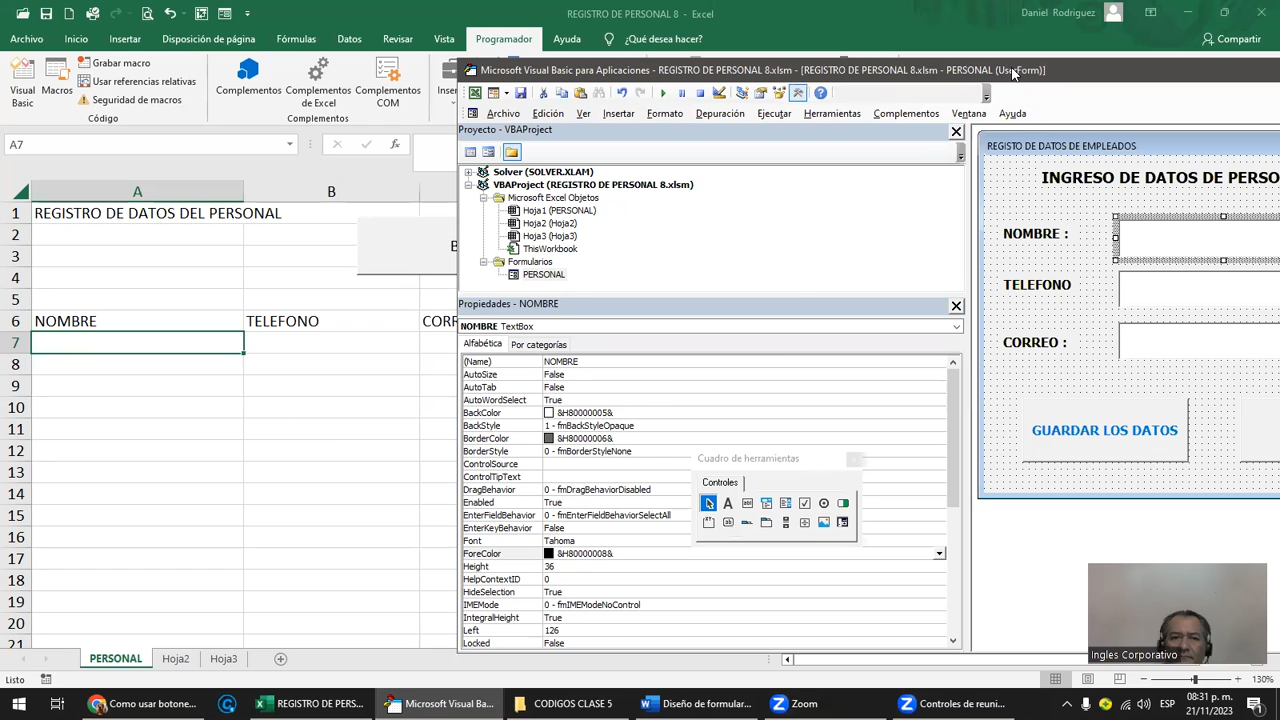 REGISTRO DE PERSONAL 8 - Excel
Daniel Rodriguez
Archivo Inicio Insertar Disposición de página Fórmulas Datos Revisar Vista Programador Ayuda ¿Qué desea hacer? Compartir
Visual Basic
Macros
Grabar macro
Usar referencias relativas
Seguridad de macros
Código
Complementos
Complementos de Excel
Complementos COM
Complementos
Microsoft Visual Basic para Aplicaciones - REGISTRO DE PERSONAL 8.xlsm - [REGISTRO DE PERSONAL 8.xlsm - PERSONAL (UserForm)]
Archivo Edición Ver Insertar Formato Depuración Ejecutar Herramientas Complementos Ventana Ayuda
Proyecto - VBAProject
Solver (SOLVER.XLAM)
VBAProject (REGISTRO DE PERSONAL 8.xlsm)
Microsoft Excel Objetos
Hoja1 (PERSONAL)
Hoja2 (Hoja2)
Hoja3 (Hoja3)
ThisWorkbook
Formularios
PERSONAL
Propiedades - NOMBRE
NOMBRE TextBox
Alfabética Por categorías
(Name) NOMBRE
AutoSize False
AutoTab False
AutoWordSelect True
BackColor &H80000005&
BackStyle 1 - fmBackStyleOpaque
BorderColor &H80000006&
BorderStyle 0 - fmBorderStyleNone
ControlSource
ControlTipText
DragBehavior 0 - fmDragBehaviorDisabled
Enabled True
EnterFieldBehavior 0 - fmEnterFieldBehaviorSelectAll
EnterKeyBehavior False
Font Tahoma
ForeColor &H80000008&
Height 36
HelpContextID 0
HideSelection True
IMEMode 0 - fmIMEModeNoControl
IntegralHeight True
Left 126
Locked False
Cuadro de herramientas
Controles
REGISTO DE DATOS DE EMPLEADOS
INGRESO DE DATOS DE PERSO
NOMBRE :
TELEFONO
CORREO :
GUARDAR LOS DATOS
A7
fx
A B
1 REGISTRO DE DATOS DEL PERSONAL
2
3
4
5
6 NOMBRE TELEFONO COR
7
8
9
10
11
12
13
14
15
16
17
18
19
20
21
PERSONAL Hoja2 Hoja3
Listo
130%
Ingles Corporativo
Como usar botone...
REGISTRO DE PERS...
Microsoft Visual Ba...
CODIGOS CLASE 5
Diseño de formular...
Zoom
Controles de reuni...
ESP
08:31 p. m.
21/11/2023